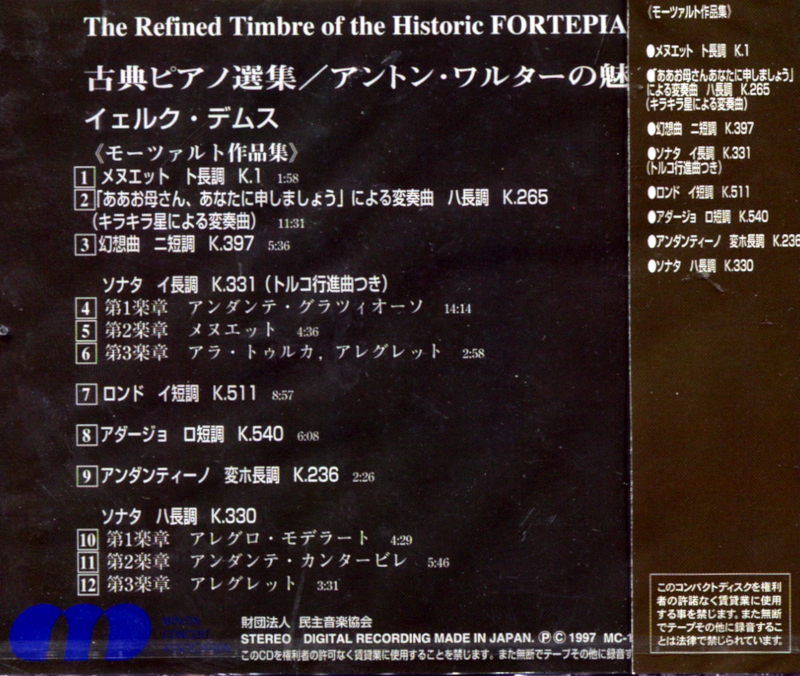 The Refined Timbre of the Historic FORTEPIA
古典ピアノ選集／アントン・ワルターの魅
イェルク・デムス
《モーツァルト作品集》
1 メヌエット ト長調 K.1 1:58
2 「ああお母さん、あなたに申しましょう」による変奏曲 ハ長調 K.265
(キラキラ星による変奏曲) 11:31
3 幻想曲 ニ短調 K.397 5:36
ソナタ イ長調 K.331（トルコ行進曲つき）
4 第1楽章 アンダンテ・グラツィオーソ 14:14
5 第2楽章 メヌエット 4:36
6 第3楽章 アラ・トゥルカ，アレグレット 2:58
7 ロンド イ短調 K.511 8:57
8 アダージョ ロ短調 K.540 6:08
9 アンダンティーノ 変ホ長調 K.236 2:26
ソナタ ハ長調 K.330
10 第1楽章 アレグロ・モデラート 4:29
11 第2楽章 アンダンテ・カンタービレ 5:46
12 第3楽章 アレグレット 3:31
財団法人 民主音楽協会
STEREO DIGITAL RECORDING MADE IN JAPAN. ℗© 1997 MC-1
このCDを権利者の許可なく賃貸業に使用することを禁じます。また無断でテープその他に録音す
《モーツァルト作品集》
●メヌエット ト長調 K.1
●「ああお母さんあなたに申しましょう」
による変奏曲 ハ長調 K.265
(キラキラ星による変奏曲)
●幻想曲 ニ短調 K.397
●ソナタ イ長調 K.331
(トルコ行進曲つき)
●ロンド イ短調 K.511
●アダージョ ロ短調 K.540
●アンダンティーノ 変ホ長調 K.236
●ソナタ ハ長調 K.330
このコンパクトディスクを権利
者の許諾なく賃貸業に使用
する事を禁じます。また無断
でテープその他に録音するこ
とは法律で禁じられています。